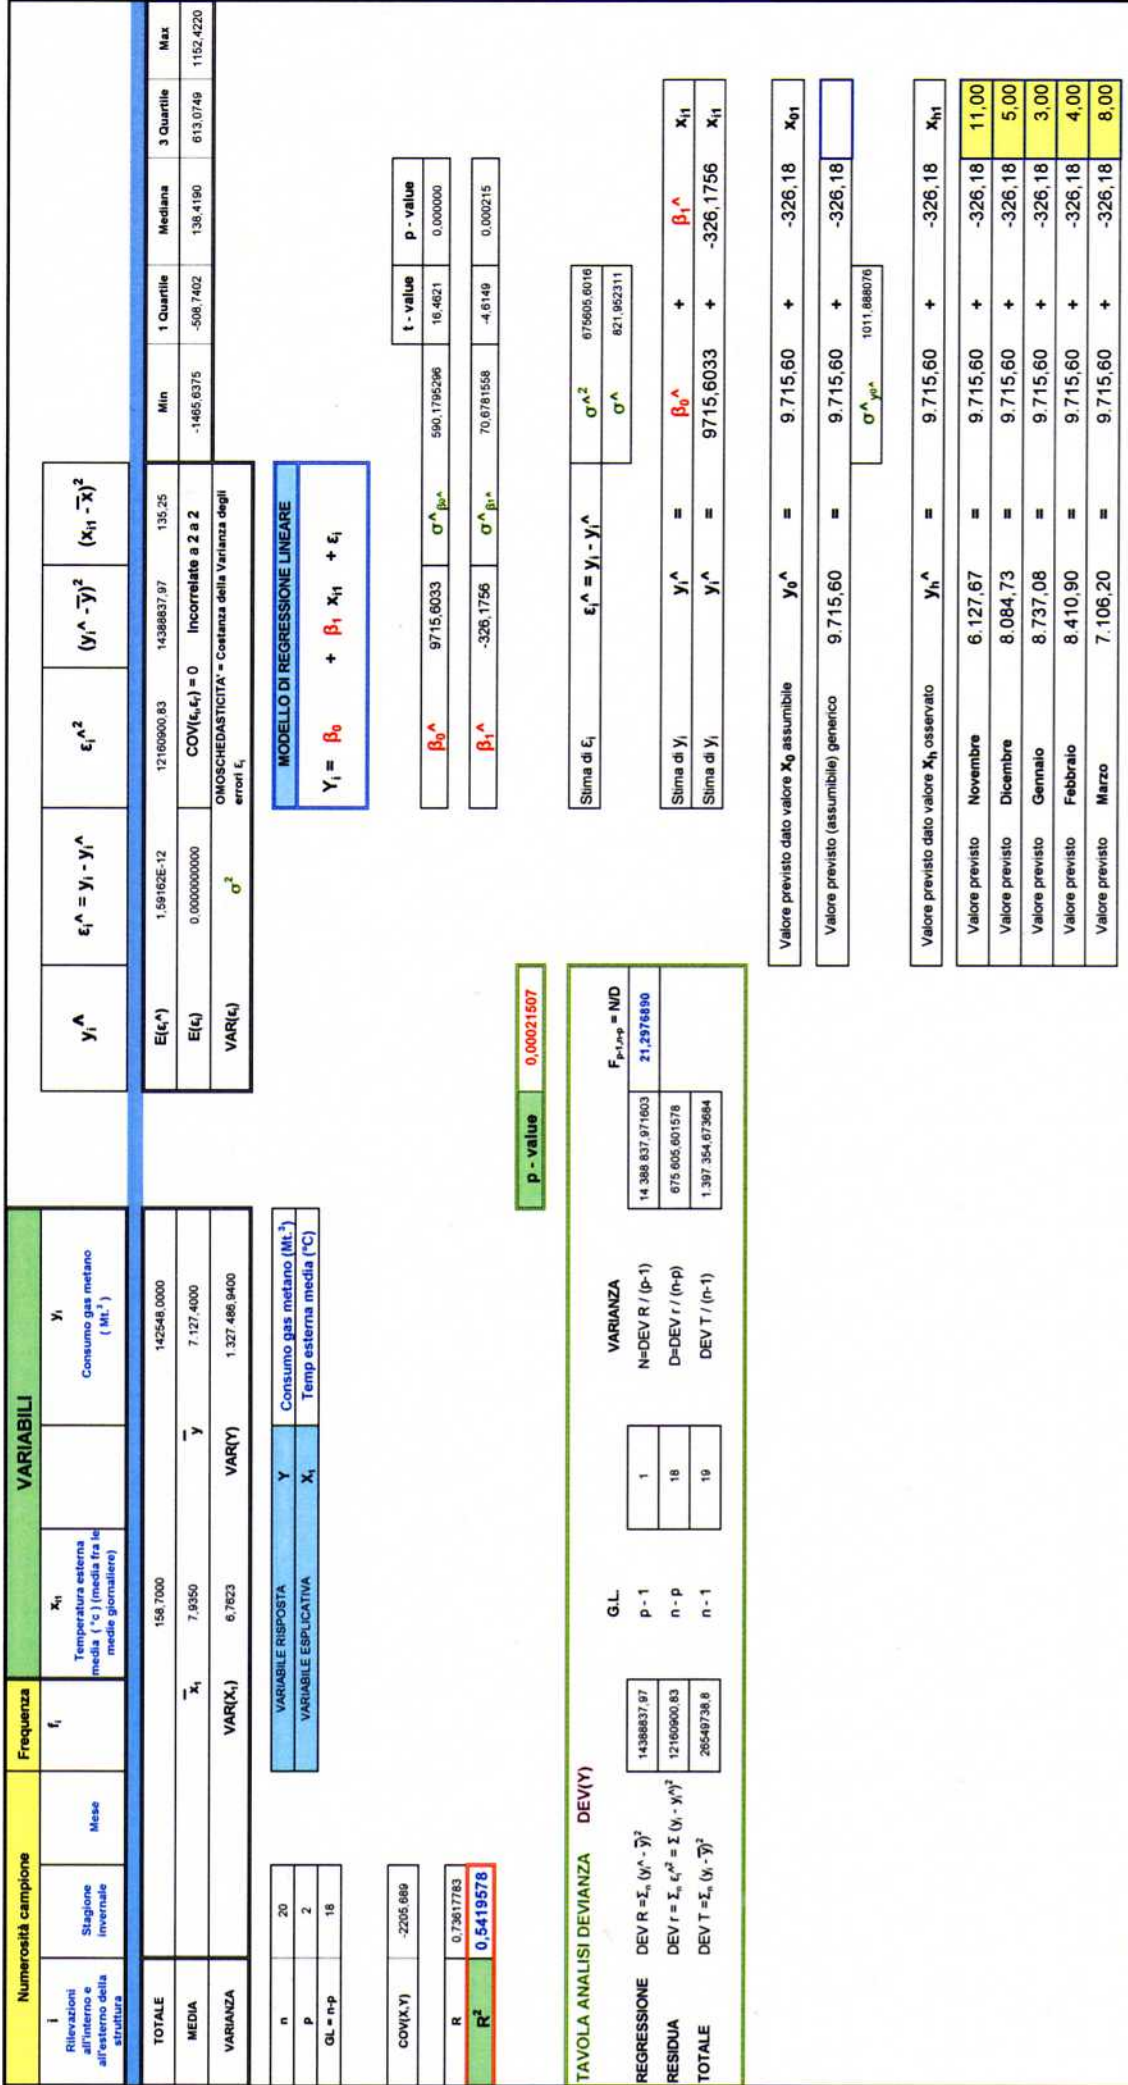 Numerosità campione Frequenza VARIABILI
i Rilevazioni all'interno e all'esterno della struttura
Stagione invernale
Mese
fᵢ
xᵢ₁ Temperatura esterna media ( °c ) (media fra le medie giornaliere)
yᵢ Consumo gas metano ( Mt.³ )
yᵢ^ εᵢ^ = yᵢ - yᵢ^ εᵢ^² (yᵢ^ - y̅)² (xᵢ₁ - x̅)²
TOTALE 158,7000 142548,0000
MEDIA x̅₁ 7,9350 y̅ 7.127,4000
VARIANZA VAR(X₁) 6,7623 VAR(Y) 1.327.486,9400
E(εᵢ^) 1,59162E-12 12160900,83 14388837,97 135,25 Min 1 Quartile Mediana 3 Quartile Max
E(εᵢ) 0,0000000000 COV(εᵢ,εᵣ) = 0 Incorrelate a 2 a 2 -1465,6375 -508,7402 138,4190 613,0749 1152,4220
VAR(εᵢ) σ² OMOSCHEDASTICITA' = Costanza della Varianza degli errori εᵢ
n 20
p 2
GL = n-p 18
VARIABILE RISPOSTA Y Consumo gas metano (Mt.³)
VARIABILE ESPLICATIVA X₁ Temp esterna media (°C)
COV(X,Y) -2205,689
R 0,73617783
R² 0,5419578
MODELLO DI REGRESSIONE LINEARE
Yᵢ = β₀ + β₁ xᵢ₁ + εᵢ
t - value p - value
β₀^ 9715,6033 σ^β₀^ 590,1795296 16,4621 0,000000
β₁^ -326,1756 σ^β₁^ 70,6781558 -4,6149 0,000215
p - value 0,00021507
TAVOLA ANALISI DEVIANZA DEV(Y)
G.L. VARIANZA Fₚ₋₁,ₙ₋ₚ = N/D
REGRESSIONE DEV R =Σₙ (yᵢ^ - y̅)² 14388837,97 p - 1 1 N=DEV R / (p-1) 14.388.837,971603 21,2976890
RESIDUA DEV r = Σₙ εᵢ^² = Σ (yᵢ - yᵢ^)² 12160900,83 n - p 18 D=DEV r / (n-p) 675.605,601578
TOTALE DEV T =Σₙ (yᵢ - y̅)² 26549738,8 n - 1 19 DEV T / (n-1) 1.397.354,673684
Stima di εᵢ εᵢ^ = yᵢ - yᵢ^ σ^² 675605,6016
σ^ 821,952311
Stima di yᵢ yᵢ^ = β₀^ + β₁^ xᵢ₁
Stima di yᵢ yᵢ^ = 9715,6033 + -326,1756 xᵢ₁
Valore previsto dato valore X₀ assumibile y₀^ = 9.715,60 + -326,18 x₀₁
Valore previsto (assumibile) generico 9.715,60 = 9.715,60 + -326,18
σ^y₀^ 1011,888076
Valore previsto dato valore Xₕ osservato yₕ^ = 9.715,60 + -326,18 xₕ₁
Valore previsto Novembre 6.127,67 = 9.715,60 + -326,18 11,00
Valore previsto Dicembre 8.084,73 = 9.715,60 + -326,18 5,00
Valore previsto Gennaio 8.737,08 = 9.715,60 + -326,18 3,00
Valore previsto Febbraio 8.410,90 = 9.715,60 + -326,18 4,00
Valore previsto Marzo 7.106,20 = 9.715,60 + -326,18 8,00